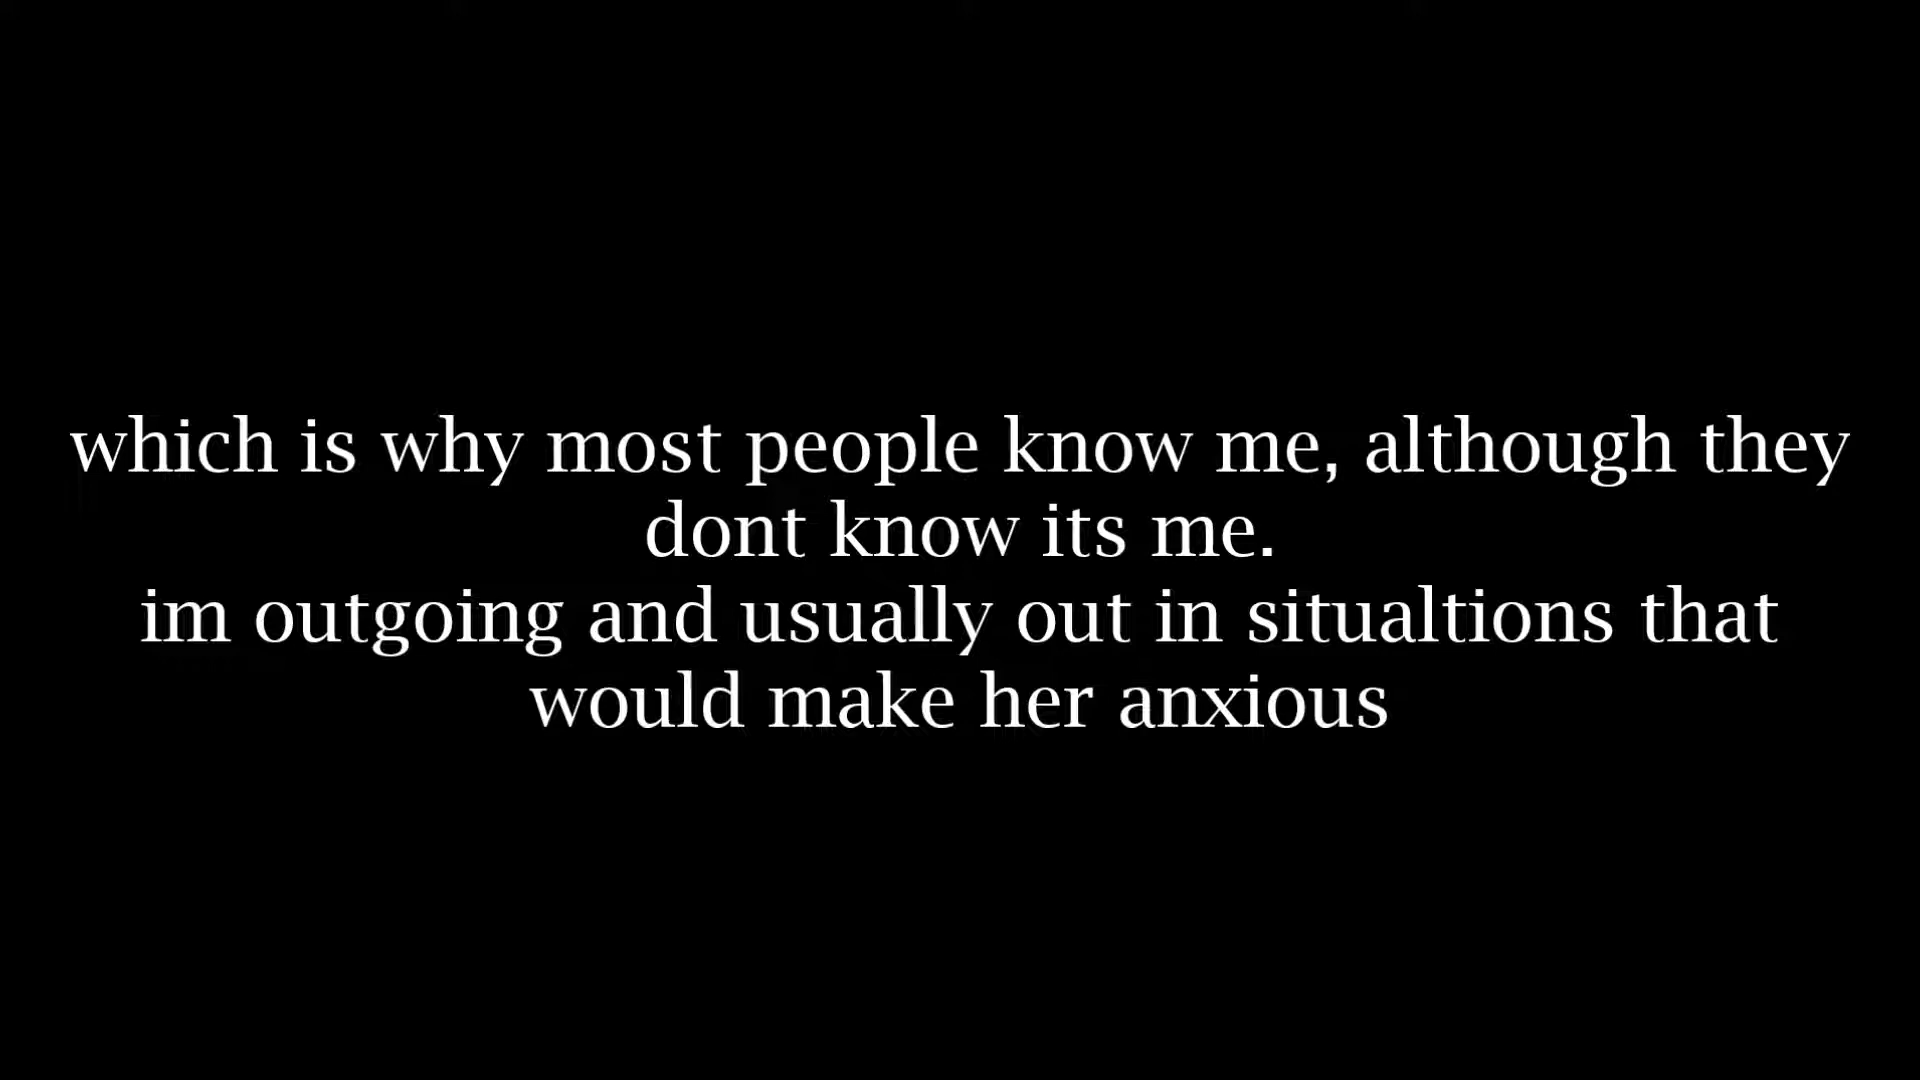 which is why most people know me, although they
dont know its me.
im outgoing and usually out in situaltions that
would make her anxious